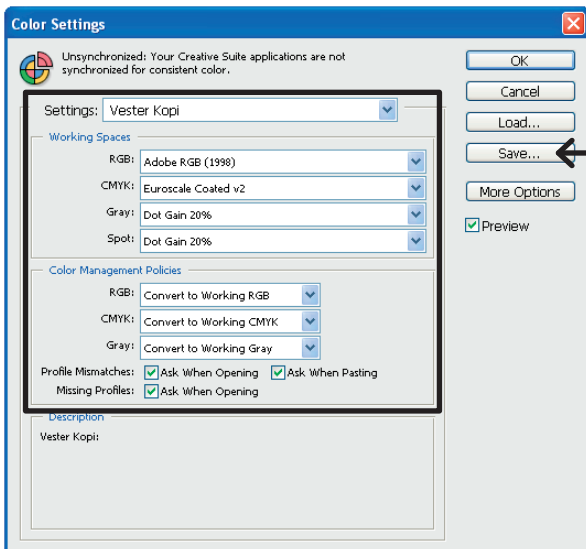 Color Settings
Unsynchronized: Your Creative Suite applications are not
synchronized for consistent color.
OK
Cancel
Load...
Save...
More Options
Preview
Settings: Vester Kopi
Working Spaces
RGB: Adobe RGB (1998)
CMYK: Euroscale Coated v2
Gray: Dot Gain 20%
Spot: Dot Gain 20%
Color Management Policies
RGB: Convert to Working RGB
CMYK: Convert to Working CMYK
Gray: Convert to Working Gray
Profile Mismatches: Ask When Opening Ask When Pasting
Missing Profiles: Ask When Opening
Description
Vester Kopi: